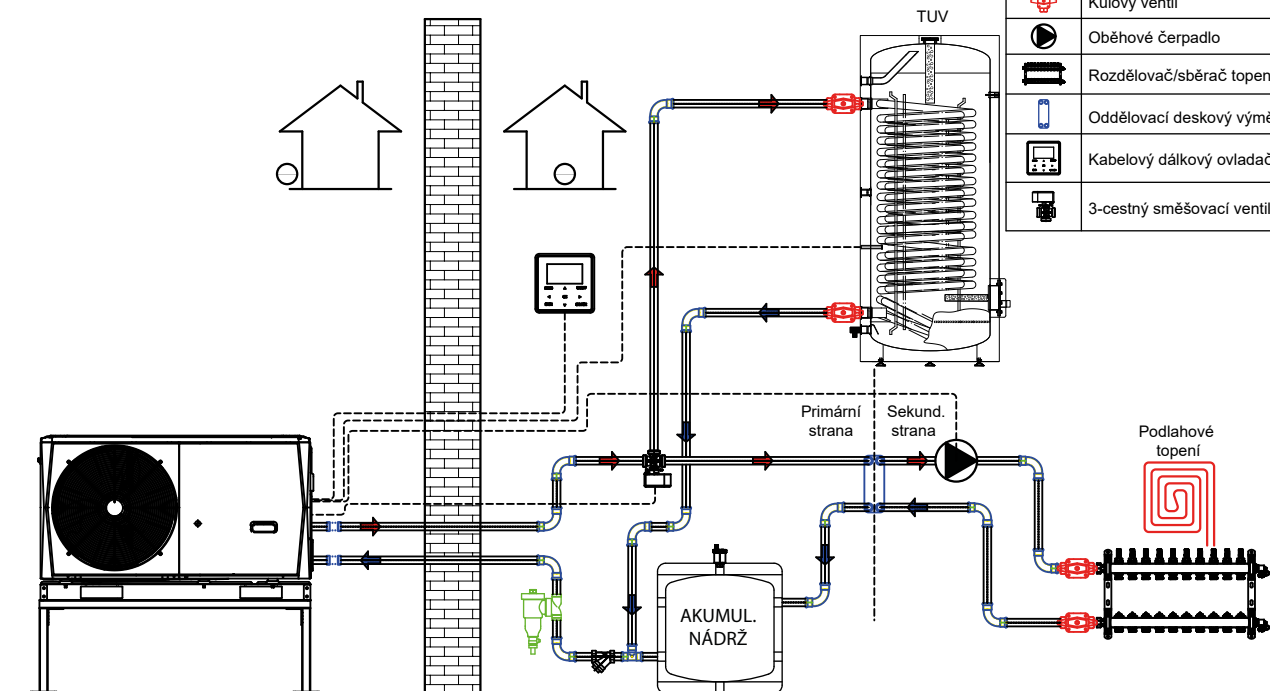 TUV
Kulový ventil
Oběhové čerpadlo
Rozdělovač/sběrač topen
Oddělovací deskový výmě
Kabelový dálkový ovladač
3-cestný směšovací ventil
Primární
strana
Sekund.
strana
Podlahové
topení
AKUMUL.
NÁDRŽ